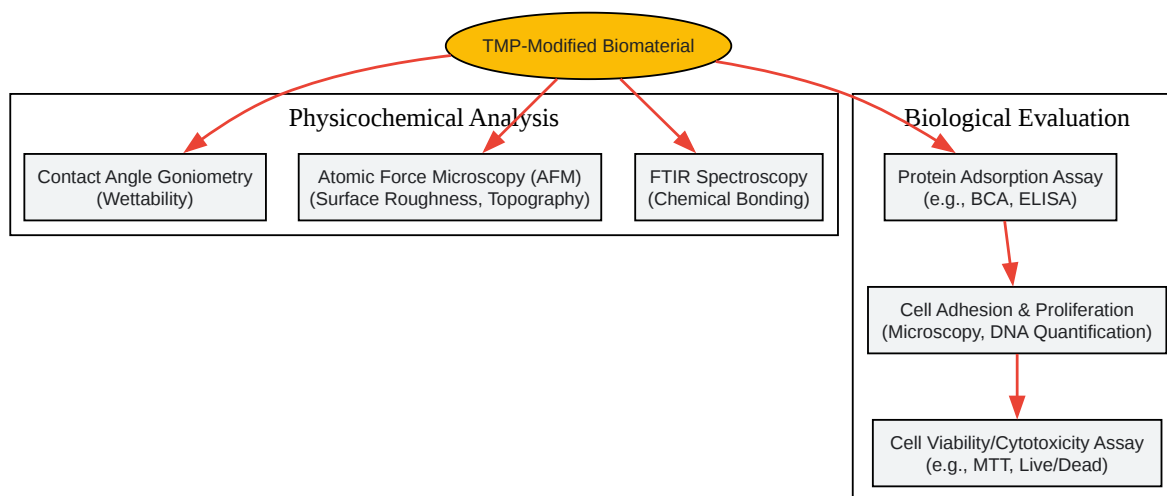 TMP-Modified Biomaterial
Physicochemical Analysis
Biological Evaluation
Contact Angle Goniometry
(Wettability)
Atomic Force Microscopy (AFM)
(Surface Roughness, Topography)
FTIR Spectroscopy
(Chemical Bonding)
Protein Adsorption Assay
(e.g., BCA, ELISA)
Cell Adhesion & Proliferation
(Microscopy, DNA Quantification)
Cell Viability/Cytotoxicity Assay
(e.g., MTT, Live/Dead)